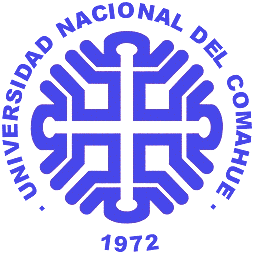 · UNIVERSIDAD NACIONAL DEL COMAHUE ·
1972